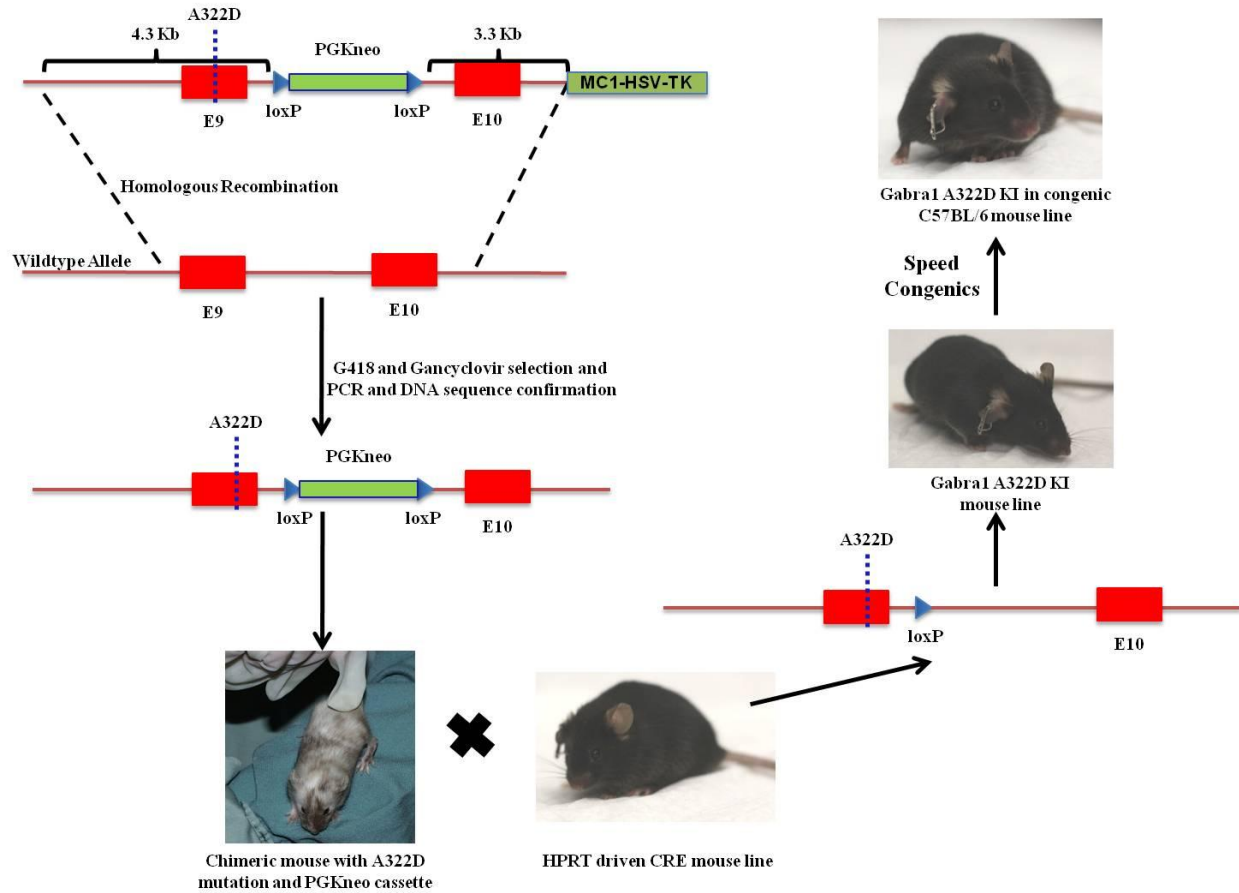 A322D
4.3 Kb
PGKneo
3.3 Kb
MC1-HSV-TK
loxP
loxP
E9
E10
Homologous Recombination
Wildtype Allele
E9
E10
G418 and Gancyclovir selection and
PCR and DNA sequence confirmation
A322D
PGKneo
loxP
loxP
E10
Chimeric mouse with A322D
mutation and PGKneo cassette
HPRT driven CRE mouse line
A322D
loxP
E10
Gabra1 A322D KI
mouse line
Speed
Congenics
Gabra1 A322D KI in congenic
C57BL/6 mouse line